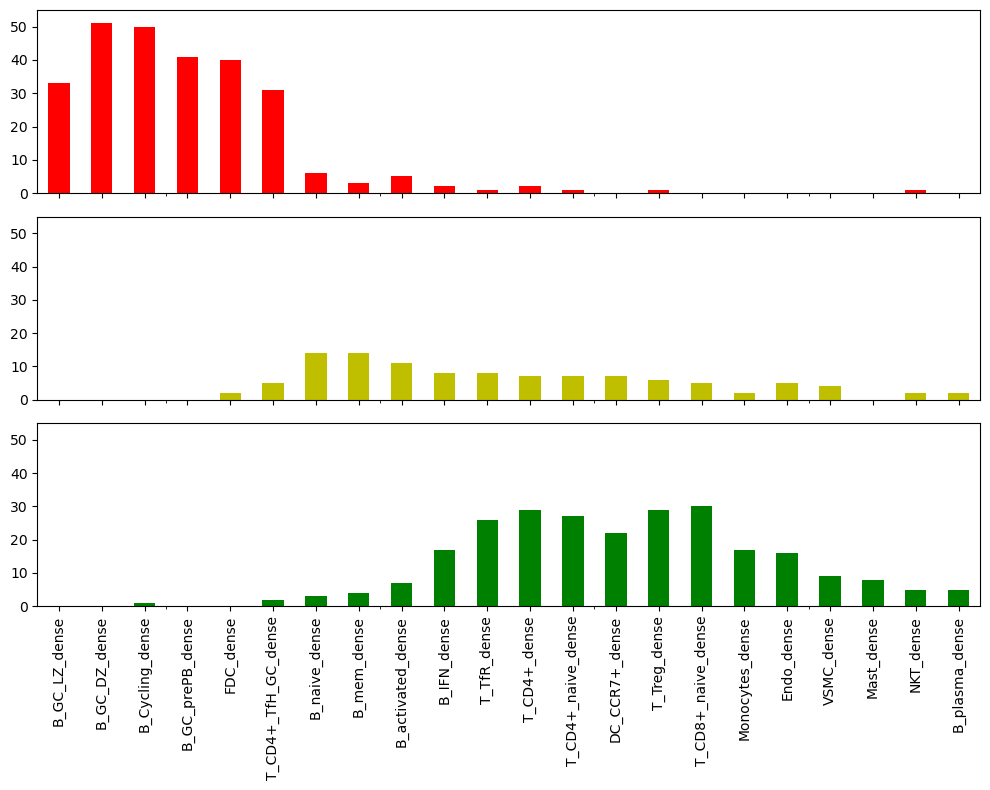 50
40
30
20
10
0
50
40
30
20
10
0
50
40
30
20
10
0
B_GC_LZ_dense
B_GC_DZ_dense
B_Cycling_dense
B_GC_prePB_dense
FDC_dense
T_CD4+_TfH_GC_dense
B_naive_dense
B_mem_dense
B_activated_dense
B_IFN_dense
T_TfR_dense
T_CD4+_dense
T_CD4+_naive_dense
DC_CCR7+_dense
T_Treg_dense
T_CD8+_naive_dense
Monocytes_dense
Endo_dense
VSMC_dense
Mast_dense
NKT_dense
B_plasma_dense